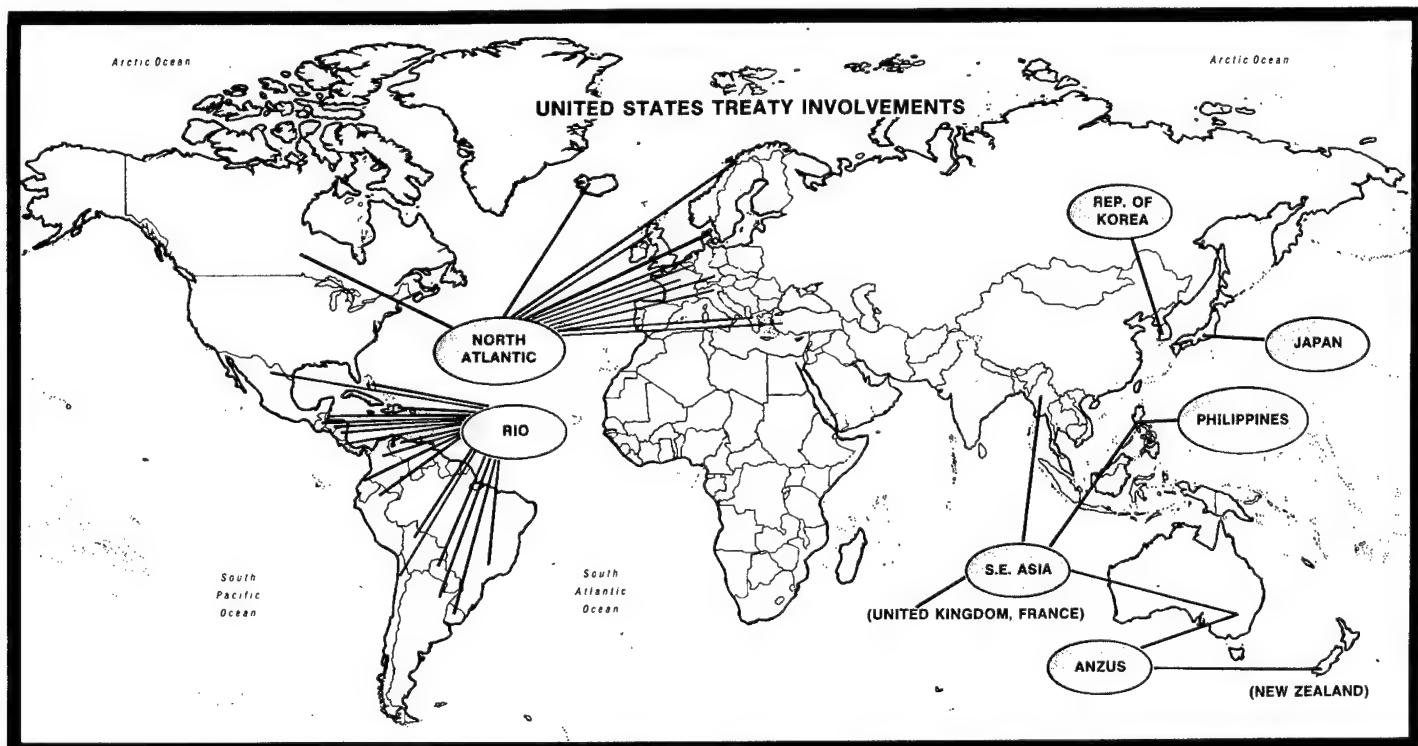 Arctic Ocean
Arctic Ocean
UNITED STATES TREATY INVOLVEMENTS
REP. OF
KOREA
NORTH
ATLANTIC
JAPAN
PHILIPPINES
RIO
S.E. ASIA
South
Pacific
Ocean
South
Atlantic
Ocean
(UNITED KINGDOM, FRANCE)
ANZUS
(NEW ZEALAND)